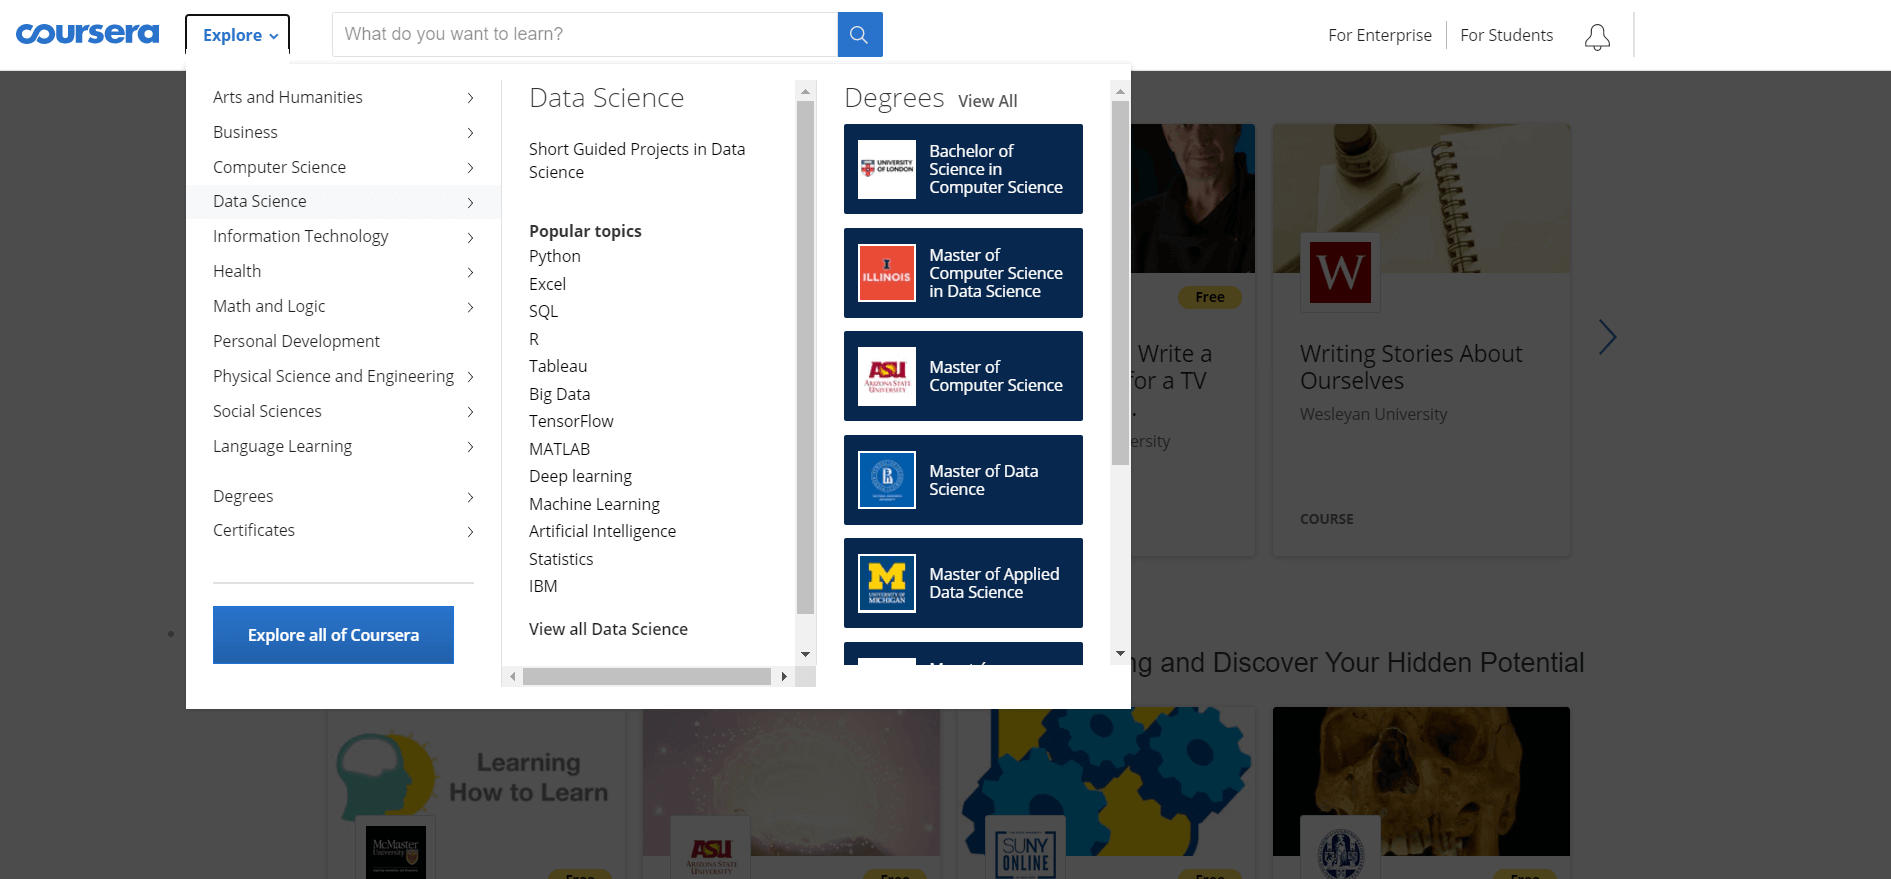 coursera
Explore
What do you want to learn?
For Enterprise
For Students
Arts and Humanities
Business
Computer Science
Data Science
Information Technology
Health
Math and Logic
Personal Development
Physical Science and Engineering
Social Sciences
Language Learning
Degrees
Certificates
Explore all of Coursera
Data Science
Short Guided Projects in Data
Science
Popular topics
Python
Excel
SQL
R
Tableau
Big Data
TensorFlow
MATLAB
Deep learning
Machine Learning
Artificial Intelligence
Statistics
IBM
View all Data Science
Degrees View All
UNIVERSITY
OF LONDON
Bachelor of
Science in
Computer Science
I
ILLINOIS
Master of
Computer Science
in Data Science
ASU
ARIZONA STATE
UNIVERSITY
Master of
Computer Science
Master of Data
Science
M
UNIVERSITY OF
MICHIGAN
Master of Applied
Data Science
Free
Write a
for a TV
.
ersity
W
Writing Stories About
Ourselves
Wesleyan University
COURSE
ng and Discover Your Hidden Potential
Learning
How to Learn
McMaster
University
Free
ASU
ARIZONA STATE
UNIVERSITY
Free
SUNY
ONLINE
Free
Free